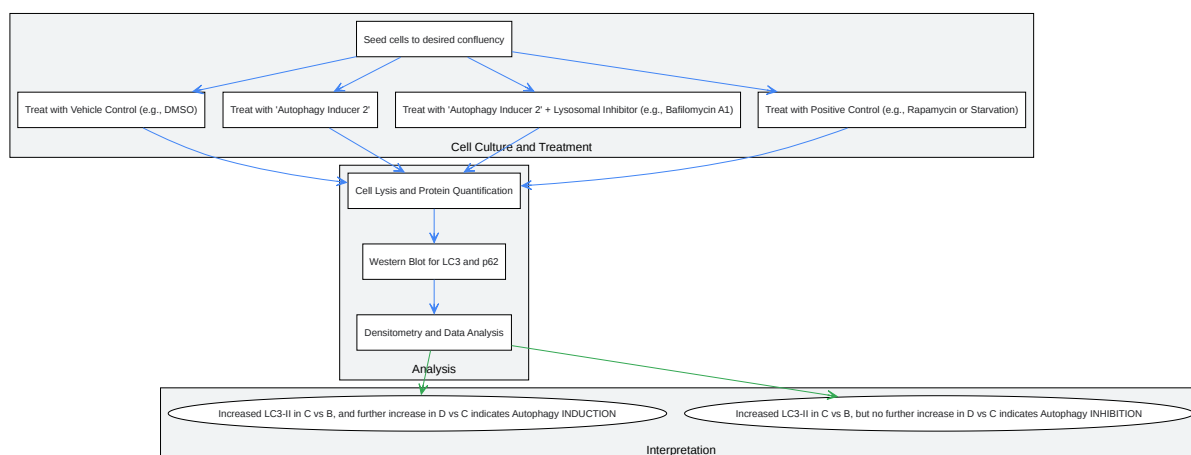 Seed cells to desired confluency
Treat with Vehicle Control (e.g., DMSO)
Treat with 'Autophagy Inducer 2'
Treat with 'Autophagy Inducer 2' + Lysosomal Inhibitor (e.g., Bafilomycin A1)
Treat with Positive Control (e.g., Rapamycin or Starvation)
Cell Culture and Treatment
Cell Lysis and Protein Quantification
Western Blot for LC3 and p62
Densitometry and Data Analysis
Analysis
Increased LC3-II in C vs B, and further increase in D vs C indicates Autophagy INDUCTION
Increased LC3-II in C vs B, but no further increase in D vs C indicates Autophagy INHIBITION
Interpretation